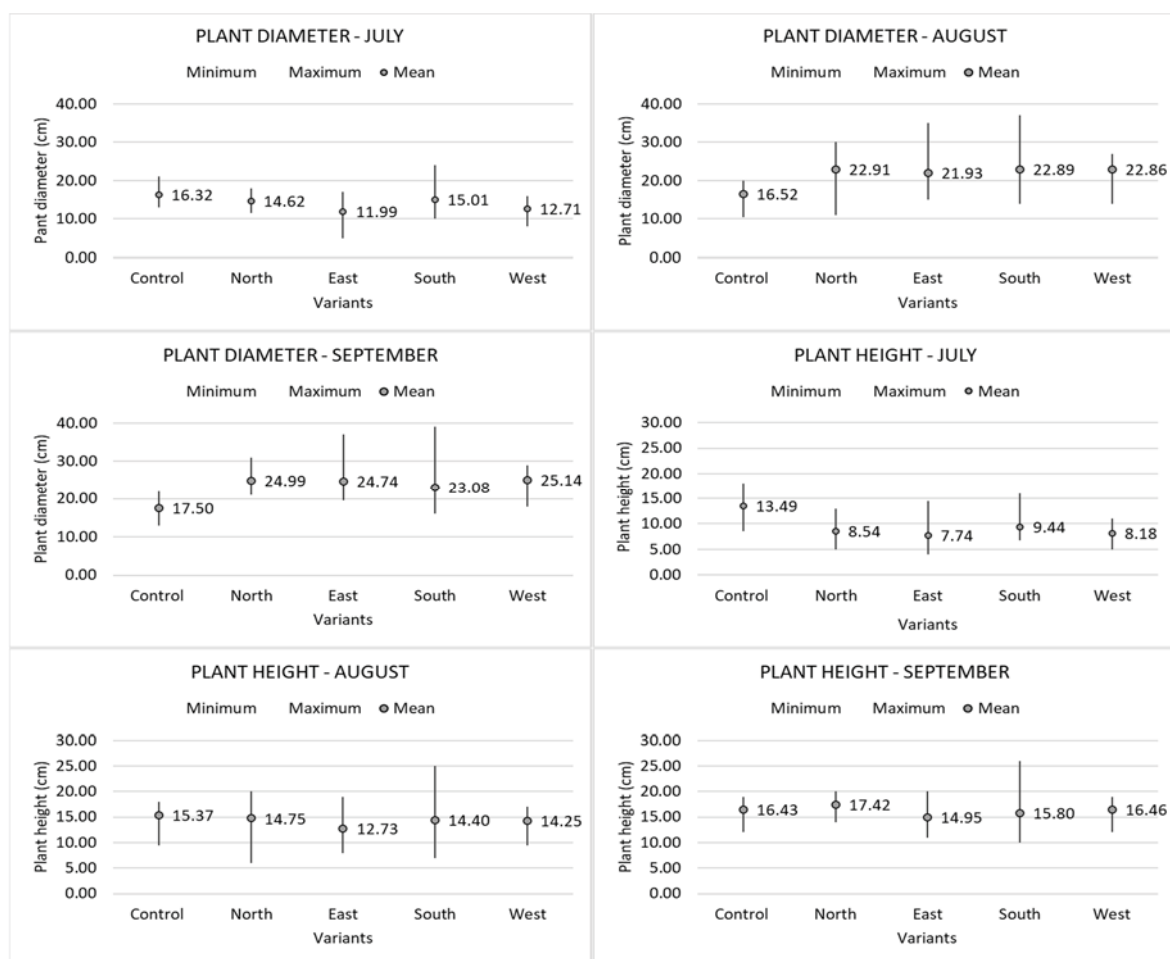 PLANT DIAMETER - JULY
Minimum Maximum Mean
Pant diameter (cm)
40.00
30.00
20.00
10.00
0.00
16.32 14.62 11.99 15.01 12.71
Control North East South West
Variants
PLANT DIAMETER - AUGUST
Minimum Maximum Mean
Plant diameter (cm)
40.00
30.00
20.00
10.00
0.00
16.52 22.91 21.93 22.89 22.86
Control North East South West
Variants
PLANT DIAMETER - SEPTEMBER
Minimum Maximum Mean
Plant diameter (cm)
40.00
30.00
20.00
10.00
0.00
17.50 24.99 24.74 23.08 25.14
Control North East South West
Variants
PLANT HEIGHT - JULY
Minimum Maximum Mean
Plant height (cm)
30.00
25.00
20.00
15.00
10.00
5.00
0.00
13.49 8.54 7.74 9.44 8.18
Control North East South West
Variants
PLANT HEIGHT - AUGUST
Minimum Maximum Mean
Plant height (cm)
30.00
25.00
20.00
15.00
10.00
5.00
0.00
15.37 14.75 12.73 14.40 14.25
Control North East South West
Variants
PLANT HEIGHT - SEPTEMBER
Minimum Maximum Mean
Plant height (cm)
30.00
25.00
20.00
15.00
10.00
5.00
0.00
16.43 17.42 14.95 15.80 16.46
Control North East South West
Variants